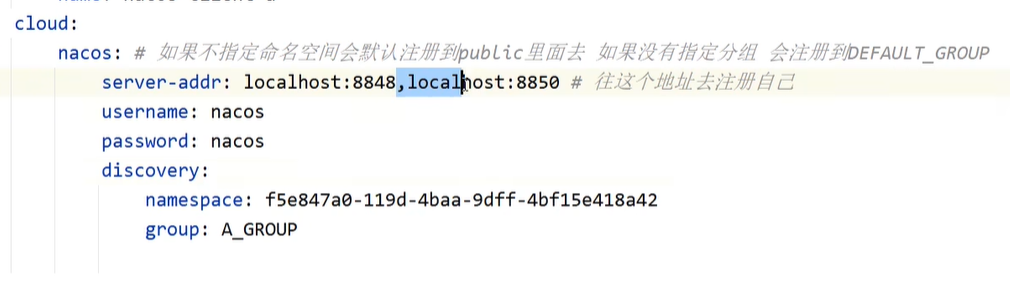 cloud:
nacos: # 如果不指定命名空间会默认注册到public里面去 如果没有指定分组 会注册到DEFAULT_GROUP
server-addr: localhost:8848,localhost:8850 # 往这个地址去注册自己
username: nacos
password: nacos
discovery:
namespace: f5e847a0-119d-4baa-9dff-4bf15e418a42
group: A_GROUP